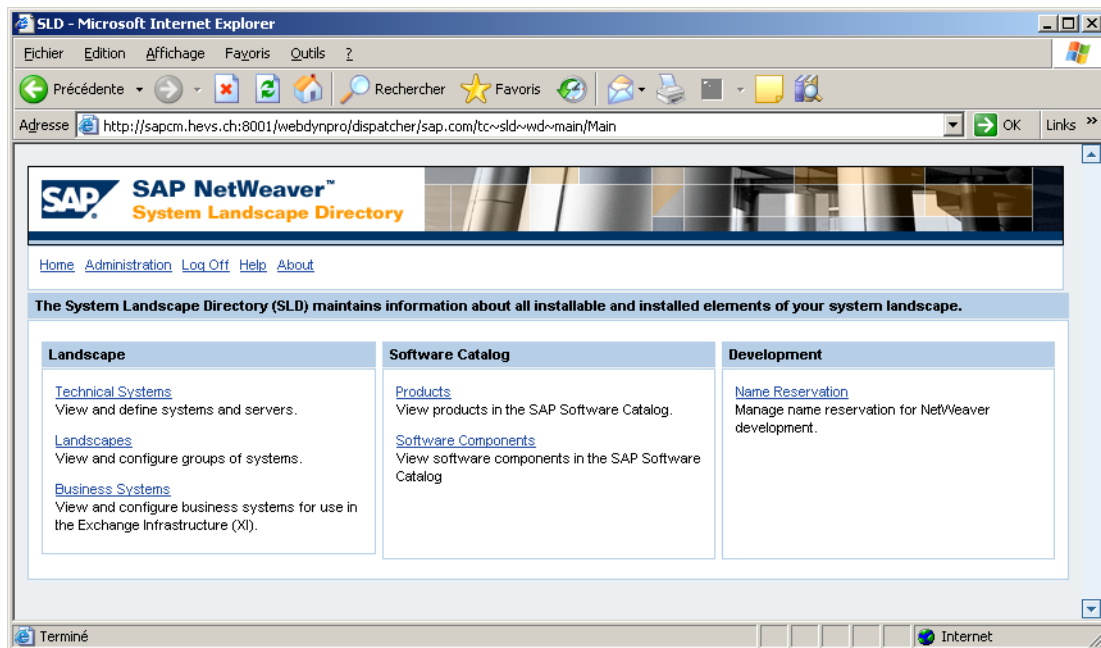 SLD - Microsoft Internet Explorer
Fichier Edition Affichage Favoris Outils ?
Précédente Rechercher Favoris
Adresse http://sapcm.hevs.ch:8001/webdynpro/dispatcher/sap.com/tc~sld~wd~main/Main OK Links »
SAP SAP NetWeaver™
System Landscape Directory
Home Administration Log Off Help About
The System Landscape Directory (SLD) maintains information about all installable and installed elements of your system landscape.
Landscape
Technical Systems
View and define systems and servers.
Landscapes
View and configure groups of systems.
Business Systems
View and configure business systems for use in
the Exchange Infrastructure (XI).
Software Catalog
Products
View products in the SAP Software Catalog.
Software Components
View software components in the SAP Software
Catalog
Development
Name Reservation
Manage name reservation for NetWeaver
development.
Terminé Internet